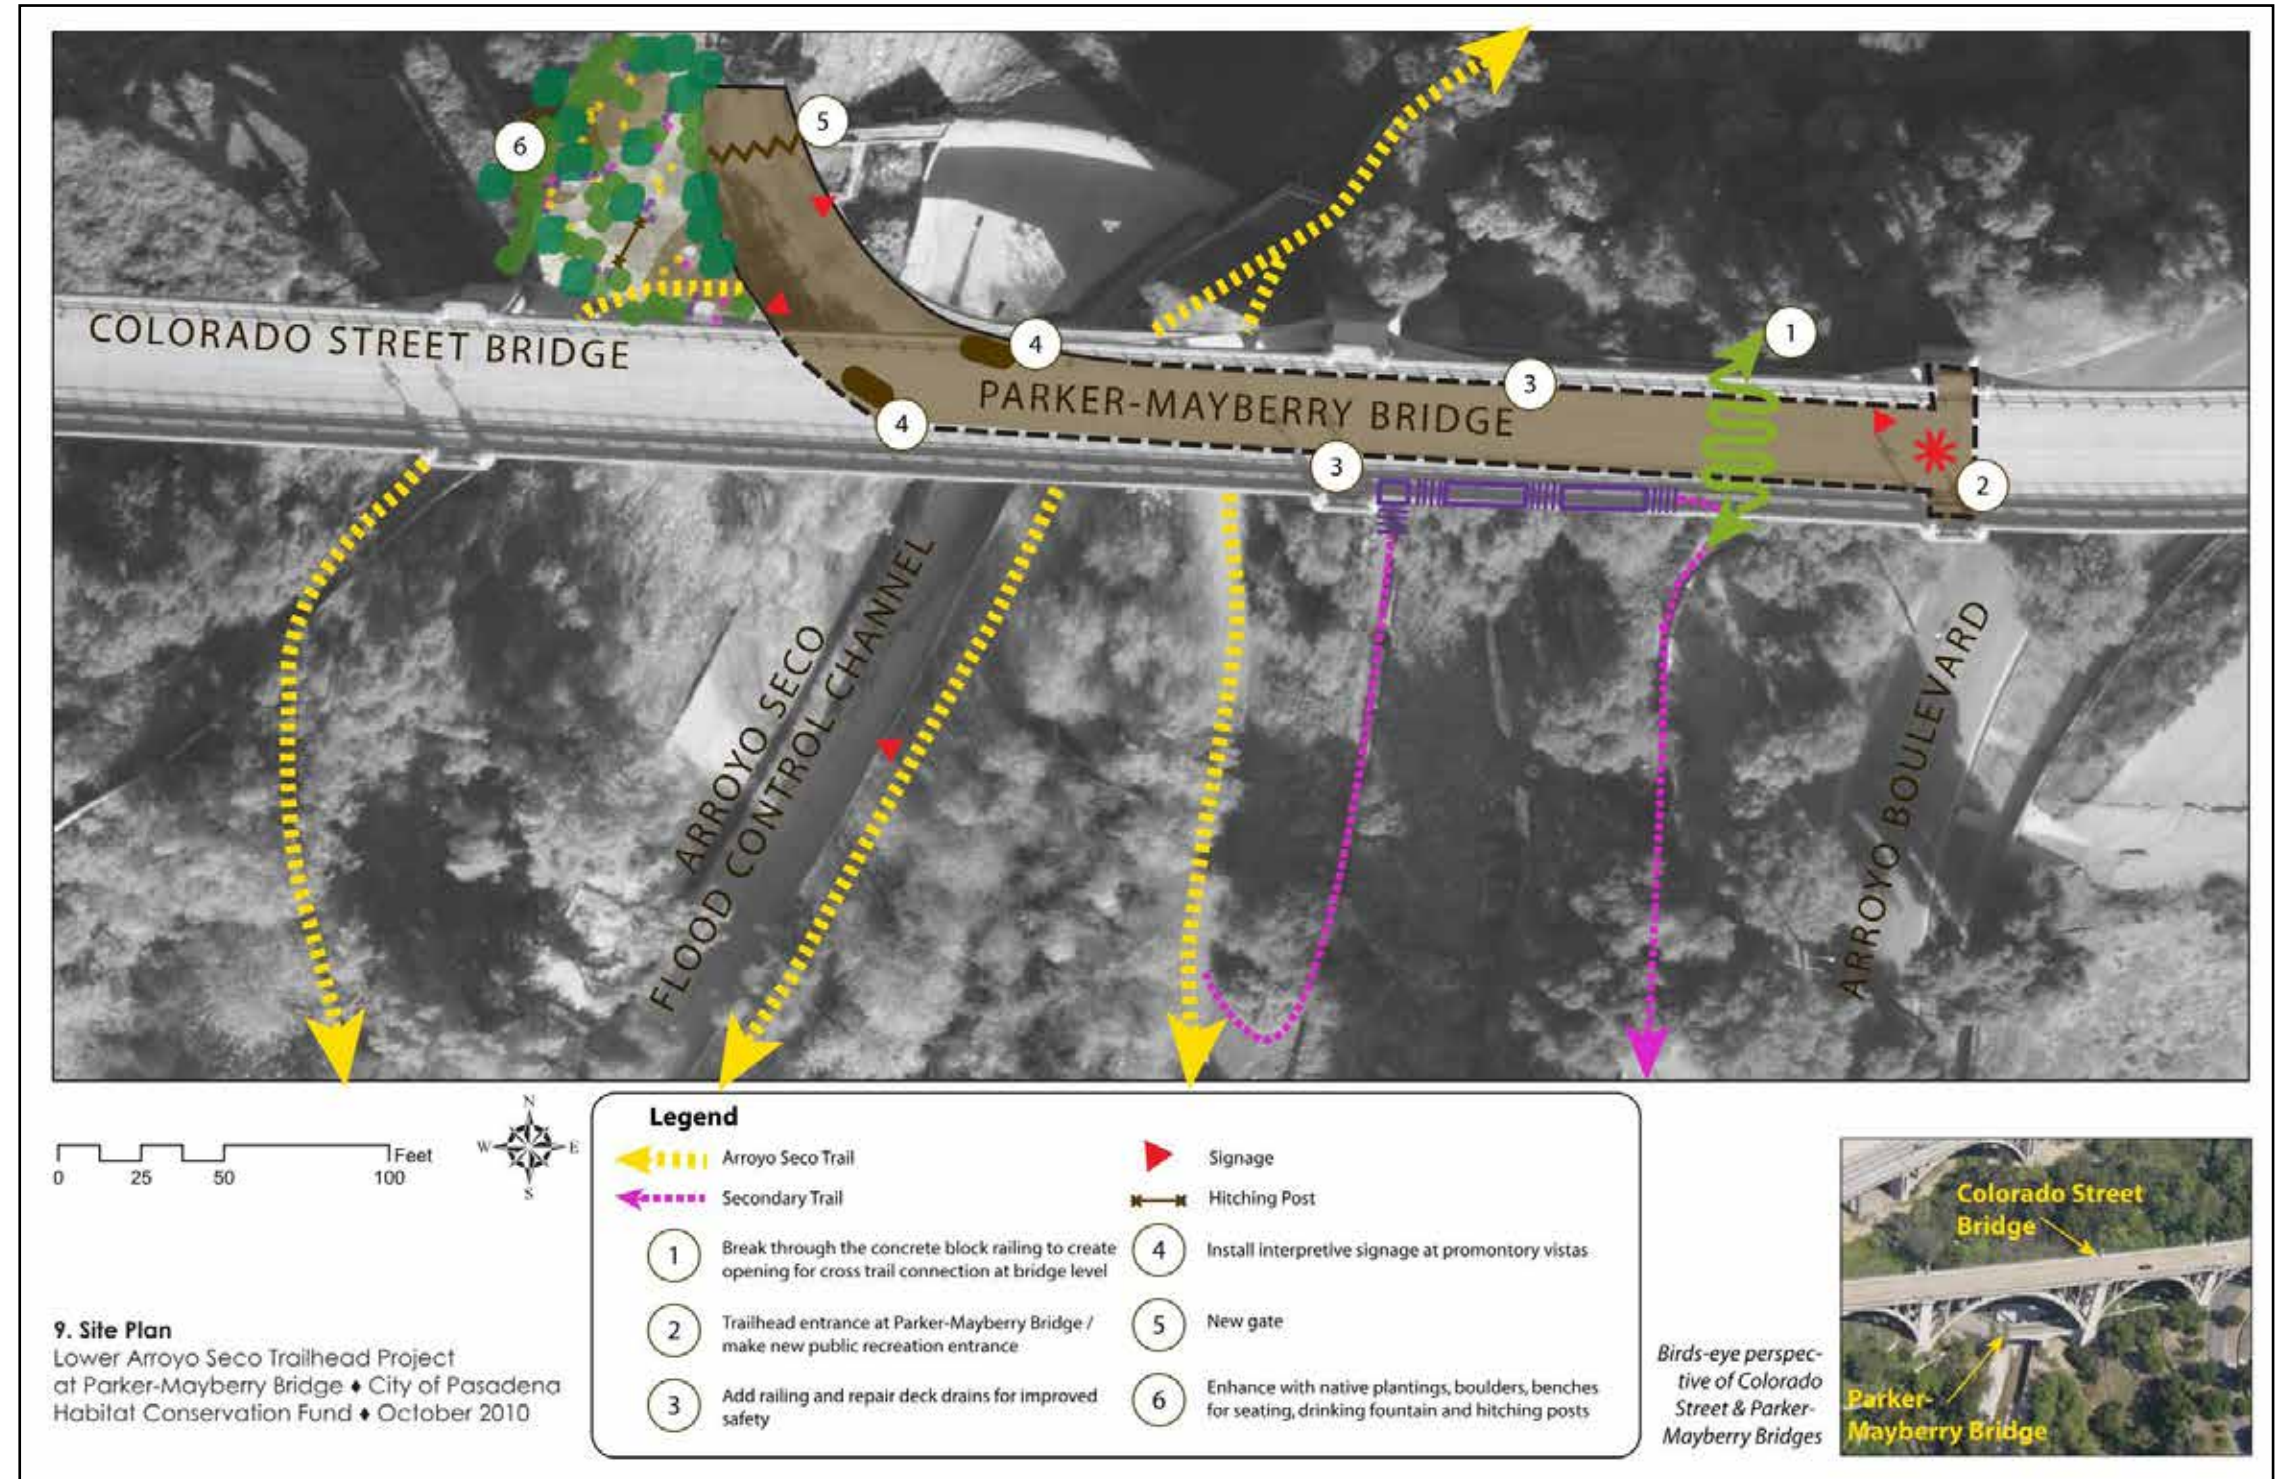 6
5
COLORADO STREET BRIDGE
4
PARKER-MAYBERRY BRIDGE
3
1
4
3
2
ARROYO SECO
FLOOD CONTROL CHANNEL
ARROYO BOULEVARD
Feet
0 25 50 100
N
W E
S
Legend
Arroyo Seco Trail
Secondary Trail
1 Break through the concrete block railing to create
opening for cross trail connection at bridge level
2 Trailhead entrance at Parker-Mayberry Bridge /
make new public recreation entrance
3 Add railing and repair deck drains for improved
safety
Signage
Hitching Post
4 Install interpretive signage at promontory vistas
5 New gate
6 Enhance with native plantings, boulders, benches
for seating, drinking fountain and hitching posts
9. Site Plan
Lower Arroyo Seco Trailhead Project
at Parker-Mayberry Bridge ♦ City of Pasadena
Habitat Conservation Fund ♦ October 2010
Birds-eye perspec-
tive of Colorado
Street & Parker-
Mayberry Bridges
Colorado Street
Bridge
Parker-
Mayberry Bridge